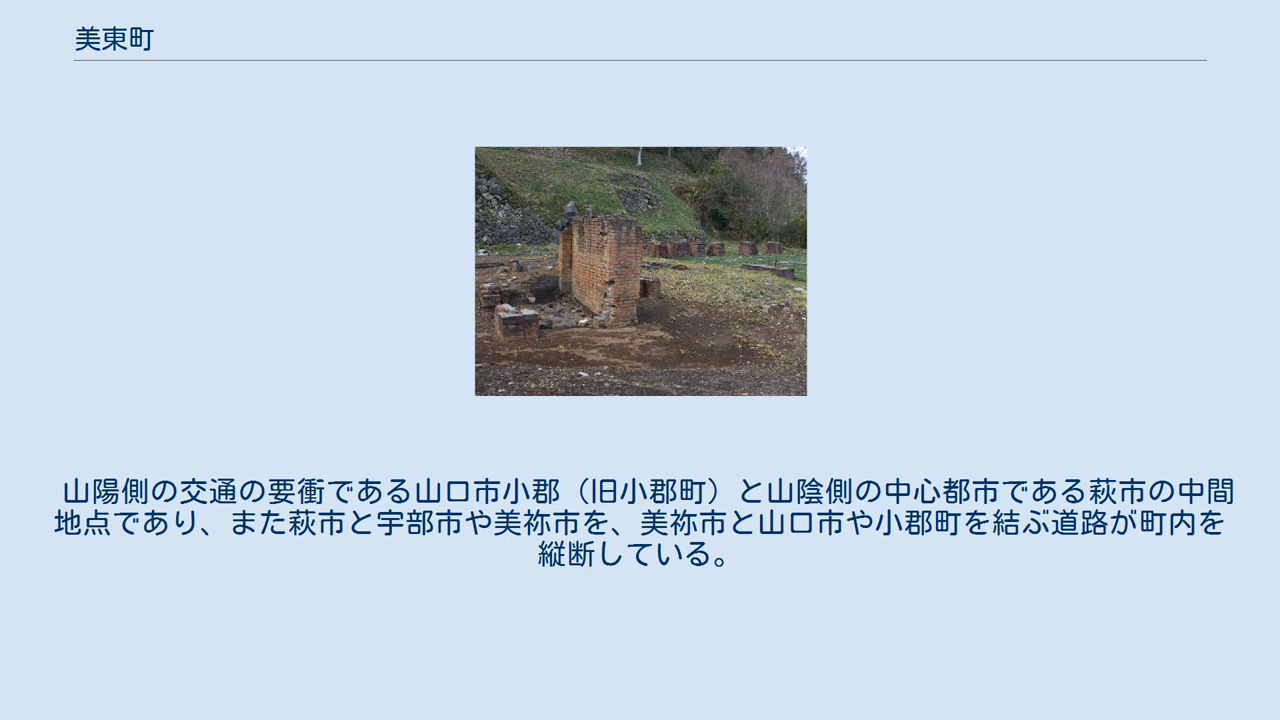 美東町
山陽側の交通の要衝である山口市小郡（旧小郡町）と山陰側の中心都市である萩市の中間
地点であり、また萩市と宇部市や美祢市を、美祢市と山口市や小郡町を結ぶ道路が町内を
縦断している。